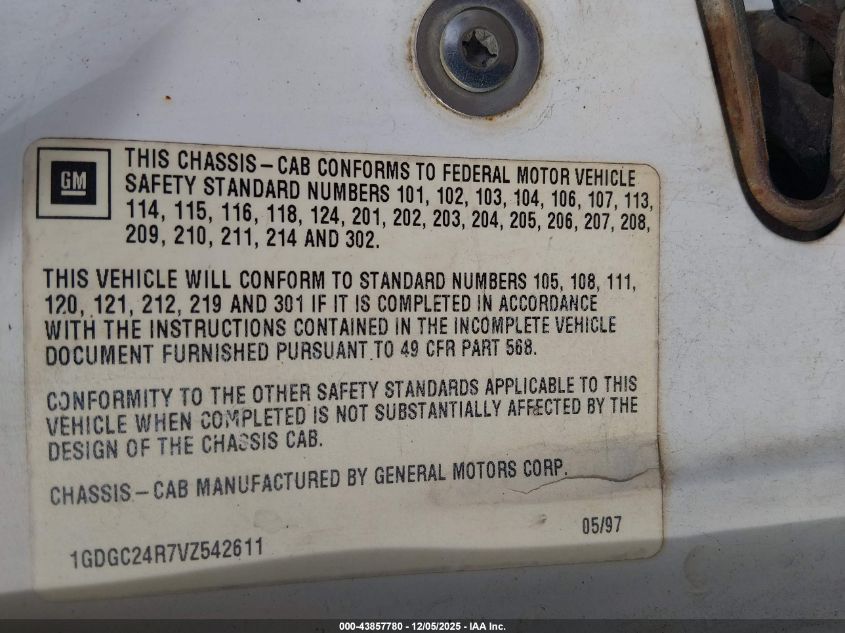 GM
THIS CHASSIS-CAB CONFORMS TO FEDERAL MOTOR VEHICLE
SAFETY STANDARD NUMBERS 101, 102, 103, 104, 106, 107, 113,
114, 115, 116, 118, 124, 201, 202, 203, 204, 205, 206, 207, 208,
209, 210, 211, 214 AND 302.
THIS VEHICLE WILL CONFORM TO STANDARD NUMBERS 105, 108, 111,
120, 121, 212, 219 AND 301 IF IT IS COMPLETED IN ACCORDANCE
WITH THE INSTRUCTIONS CONTAINED IN THE INCOMPLETE VEHICLE
DOCUMENT FURNISHED PURSUANT TO 49 CFR PART 568.
CONFORMITY TO THE OTHER SAFETY STANDARDS APPLICABLE TO THIS
VEHICLE WHEN COMPLETED IS NOT SUBSTANTIALLY AFFECTED BY THE
DESIGN OF THE CHASSIS CAB.
CHASSIS-CAB MANUFACTURED BY GENERAL MOTORS CORP.
05/97
1GDGC24R7VZ542611
000-43857780 - 12/05/2025 - IAA Inc.